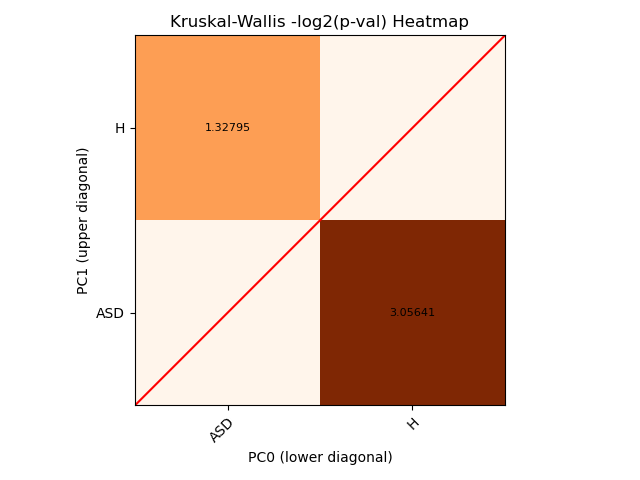 Kruskal-Wallis -log2(p-val) Heatmap
PC1 (upper diagonal)
H
1.32795
ASD
3.05641
ASD
H
PC0 (lower diagonal)